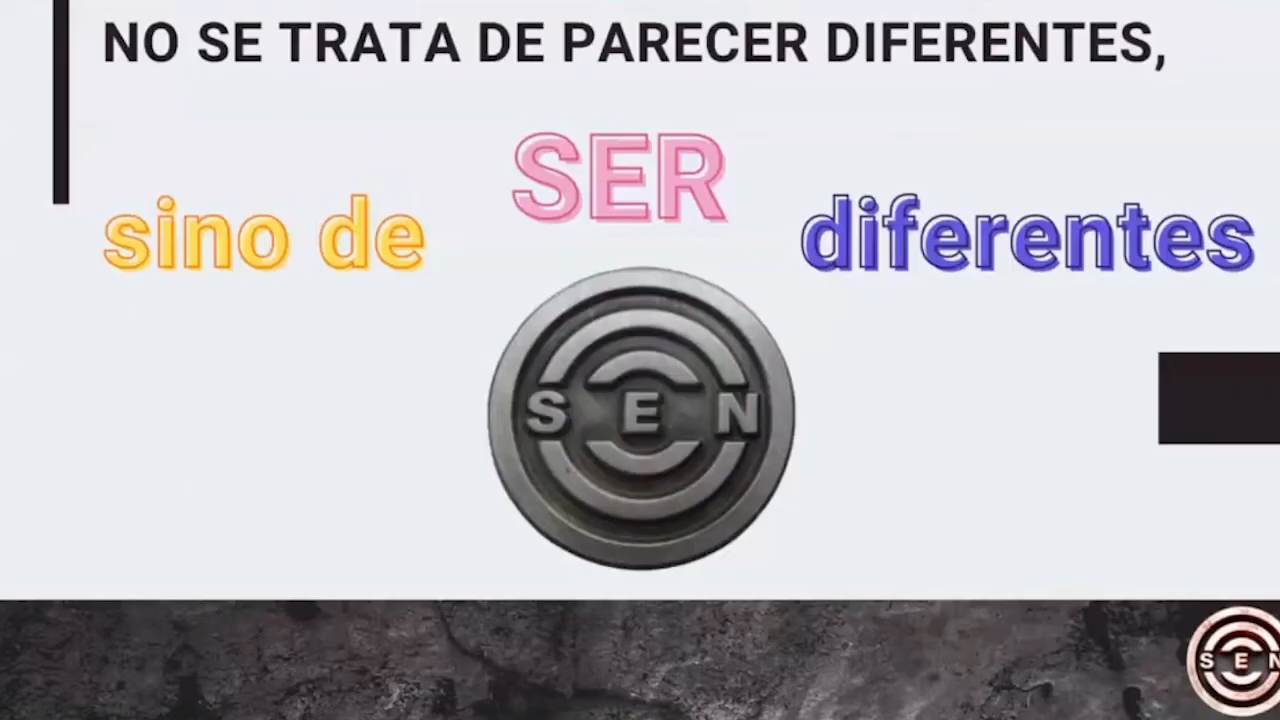 NO SE TRATA DE PARECER DIFERENTES,
sino de SER diferentes
S E N
S E N